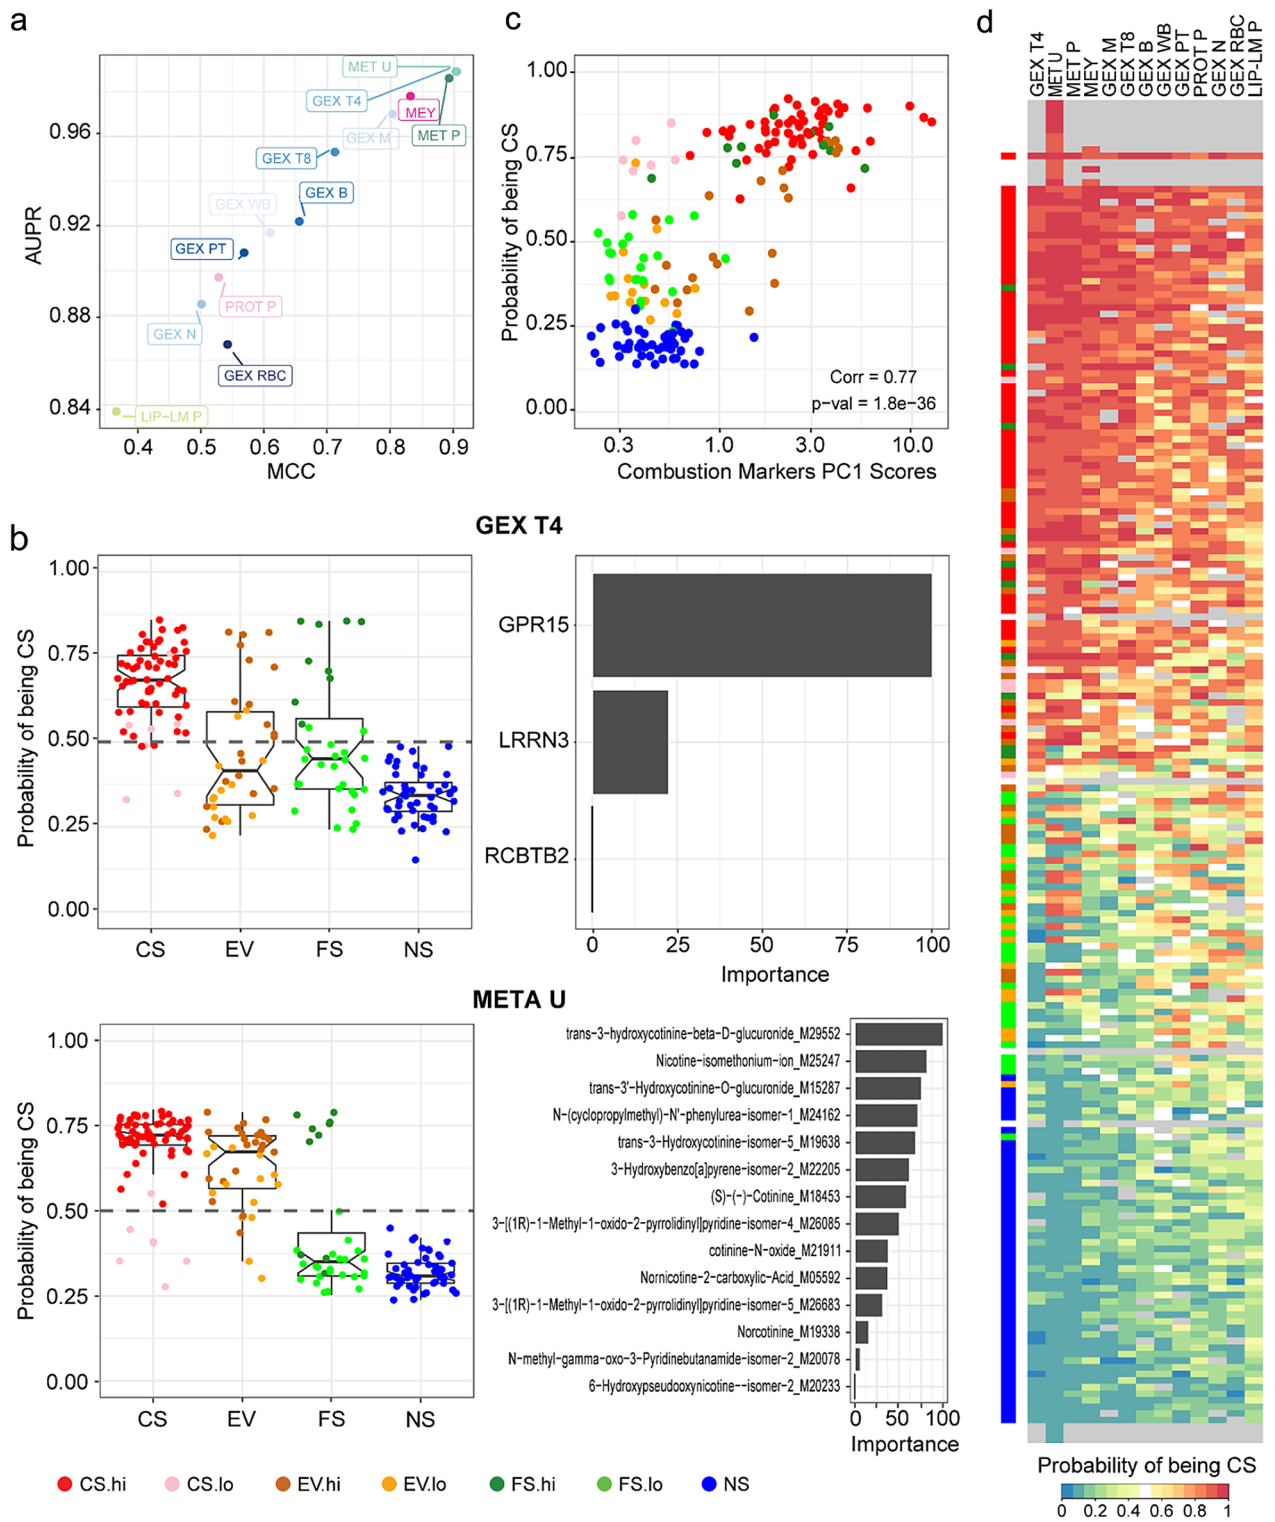 a
AUPR
0.96
0.92
0.88
0.84
MET U
GEX T4
MEY
GEX M
MET P
GEX T8
GEX B
GEX WB
GEX PT
PROT P
GEX N
GEX RBC
LIP-LM P
0.4 0.5 0.6 0.7 0.8 0.9
MCC
c
Probability of being CS
1.00
0.75
0.50
0.25
0.00
Corr = 0.77
p-val = 1.8e-36
0.3 1.0 3.0 10.0
Combustion Markers PC1 Scores
d
GEX T4
MET U
MET P
MEY
GEX M
GEX T8
GEX B
GEX WB
GEX PT
PROT P
GEX N
GEX RBC
LIP-LM P
b
GEX T4
Probability of being CS
1.00
0.75
0.50
0.25
0.00
CS EV FS NS
GPR15
LRRN3
RCBTB2
0 25 50 75 100
Importance
META U
Probability of being CS
1.00
0.75
0.50
0.25
0.00
CS EV FS NS
trans-3-hydroxycotinine-beta-D-glucuronide_M29552
Nicotine-isomethonium-ion_M25247
trans-3'-Hydroxycotinine-O-glucuronide_M15287
N-(cyclopropylmethyl)-N'-phenylurea-isomer-1_M24162
trans-3-Hydroxycotinine-isomer-5_M19638
3-Hydroxybenzo[a]pyrene-isomer-2_M22205
(S)-(-)-Cotinine_M18453
3-[(1R)-1-Methyl-1-oxido-2-pyrrolidinyl]pyridine-isomer-4_M26085
cotinine-N-oxide_M21911
Nornicotine-2-carboxylic-Acid_M05592
3-[(1R)-1-Methyl-1-oxido-2-pyrrolidinyl]pyridine-isomer-5_M26683
Norcotinine_M19338
N-methyl-gamma-oxo-3-Pyridinebutanamide-isomer-2_M20078
6-Hydroxypseudooxynicotine--isomer-2_M20233
0 50 100
Importance
CS.hi CS.lo EV.hi EV.lo FS.hi FS.lo NS
Probability of being CS
0 0.2 0.4 0.6 0.8 1